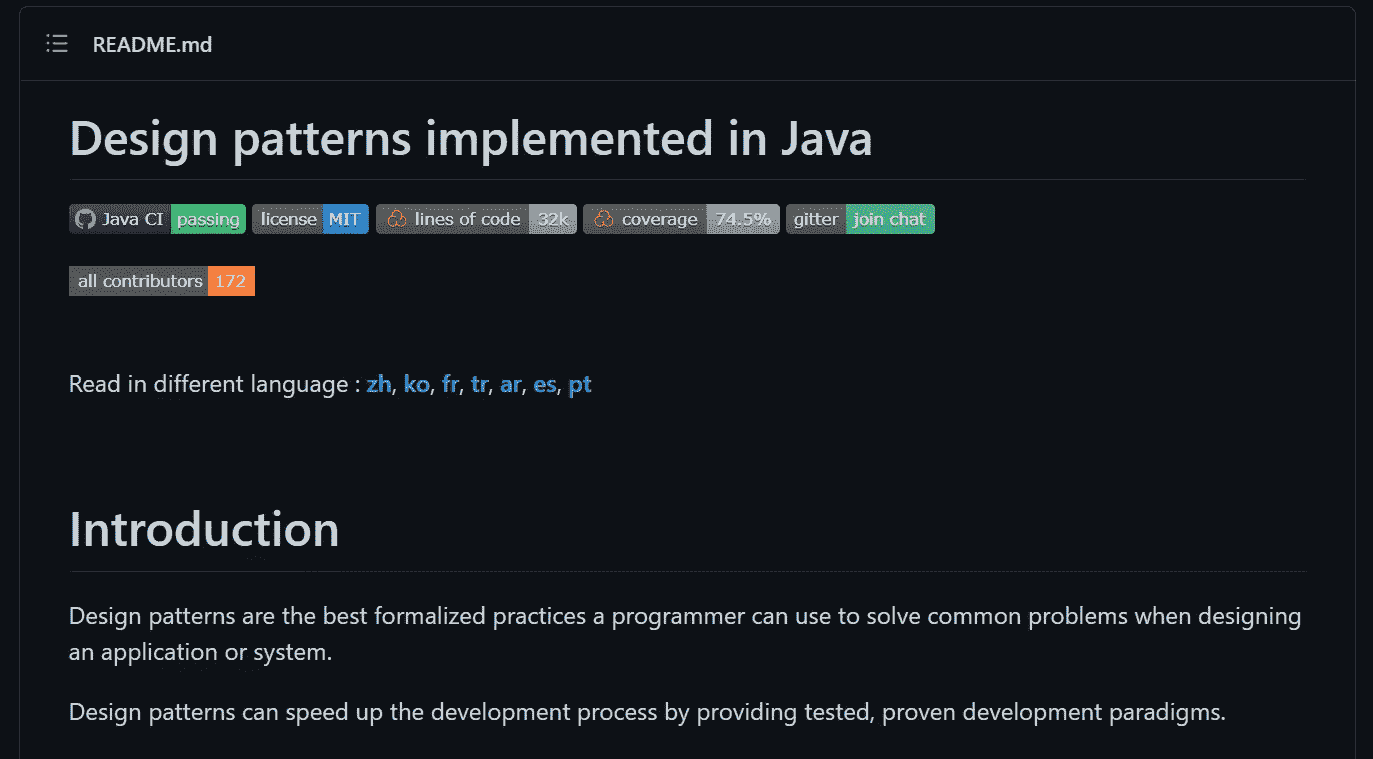 README.md
Design patterns implemented in Java
Java CI passing license MIT lines of code 32k coverage 74.5% gitter join chat
all contributors 172
Read in different language : zh, ko, fr, tr, ar, es, pt
Introduction
Design patterns are the best formalized practices a programmer can use to solve common problems when designing
an application or system.
Design patterns can speed up the development process by providing tested, proven development paradigms.